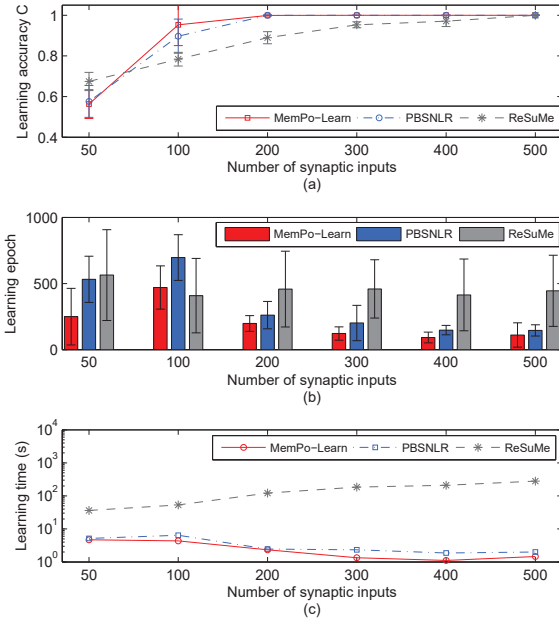 Learning accuracy C
1
0.8
0.6
0.4
MemPo−Learn PBSNLR ReSuMe
50 100 200 300 400 500
Number of synaptic inputs
(a)
Learning epoch
1000
500
0
MemPo−Learn PBSNLR ReSuMe
50 100 200 300 400 500
Number of synaptic inputs
(b)
Learning time (s)
10^4
10^3
10^2
10^1
10^0
MemPo−Learn PBSNLR ReSuMe
50 100 200 300 400 500
Number of synaptic inputs
(c)